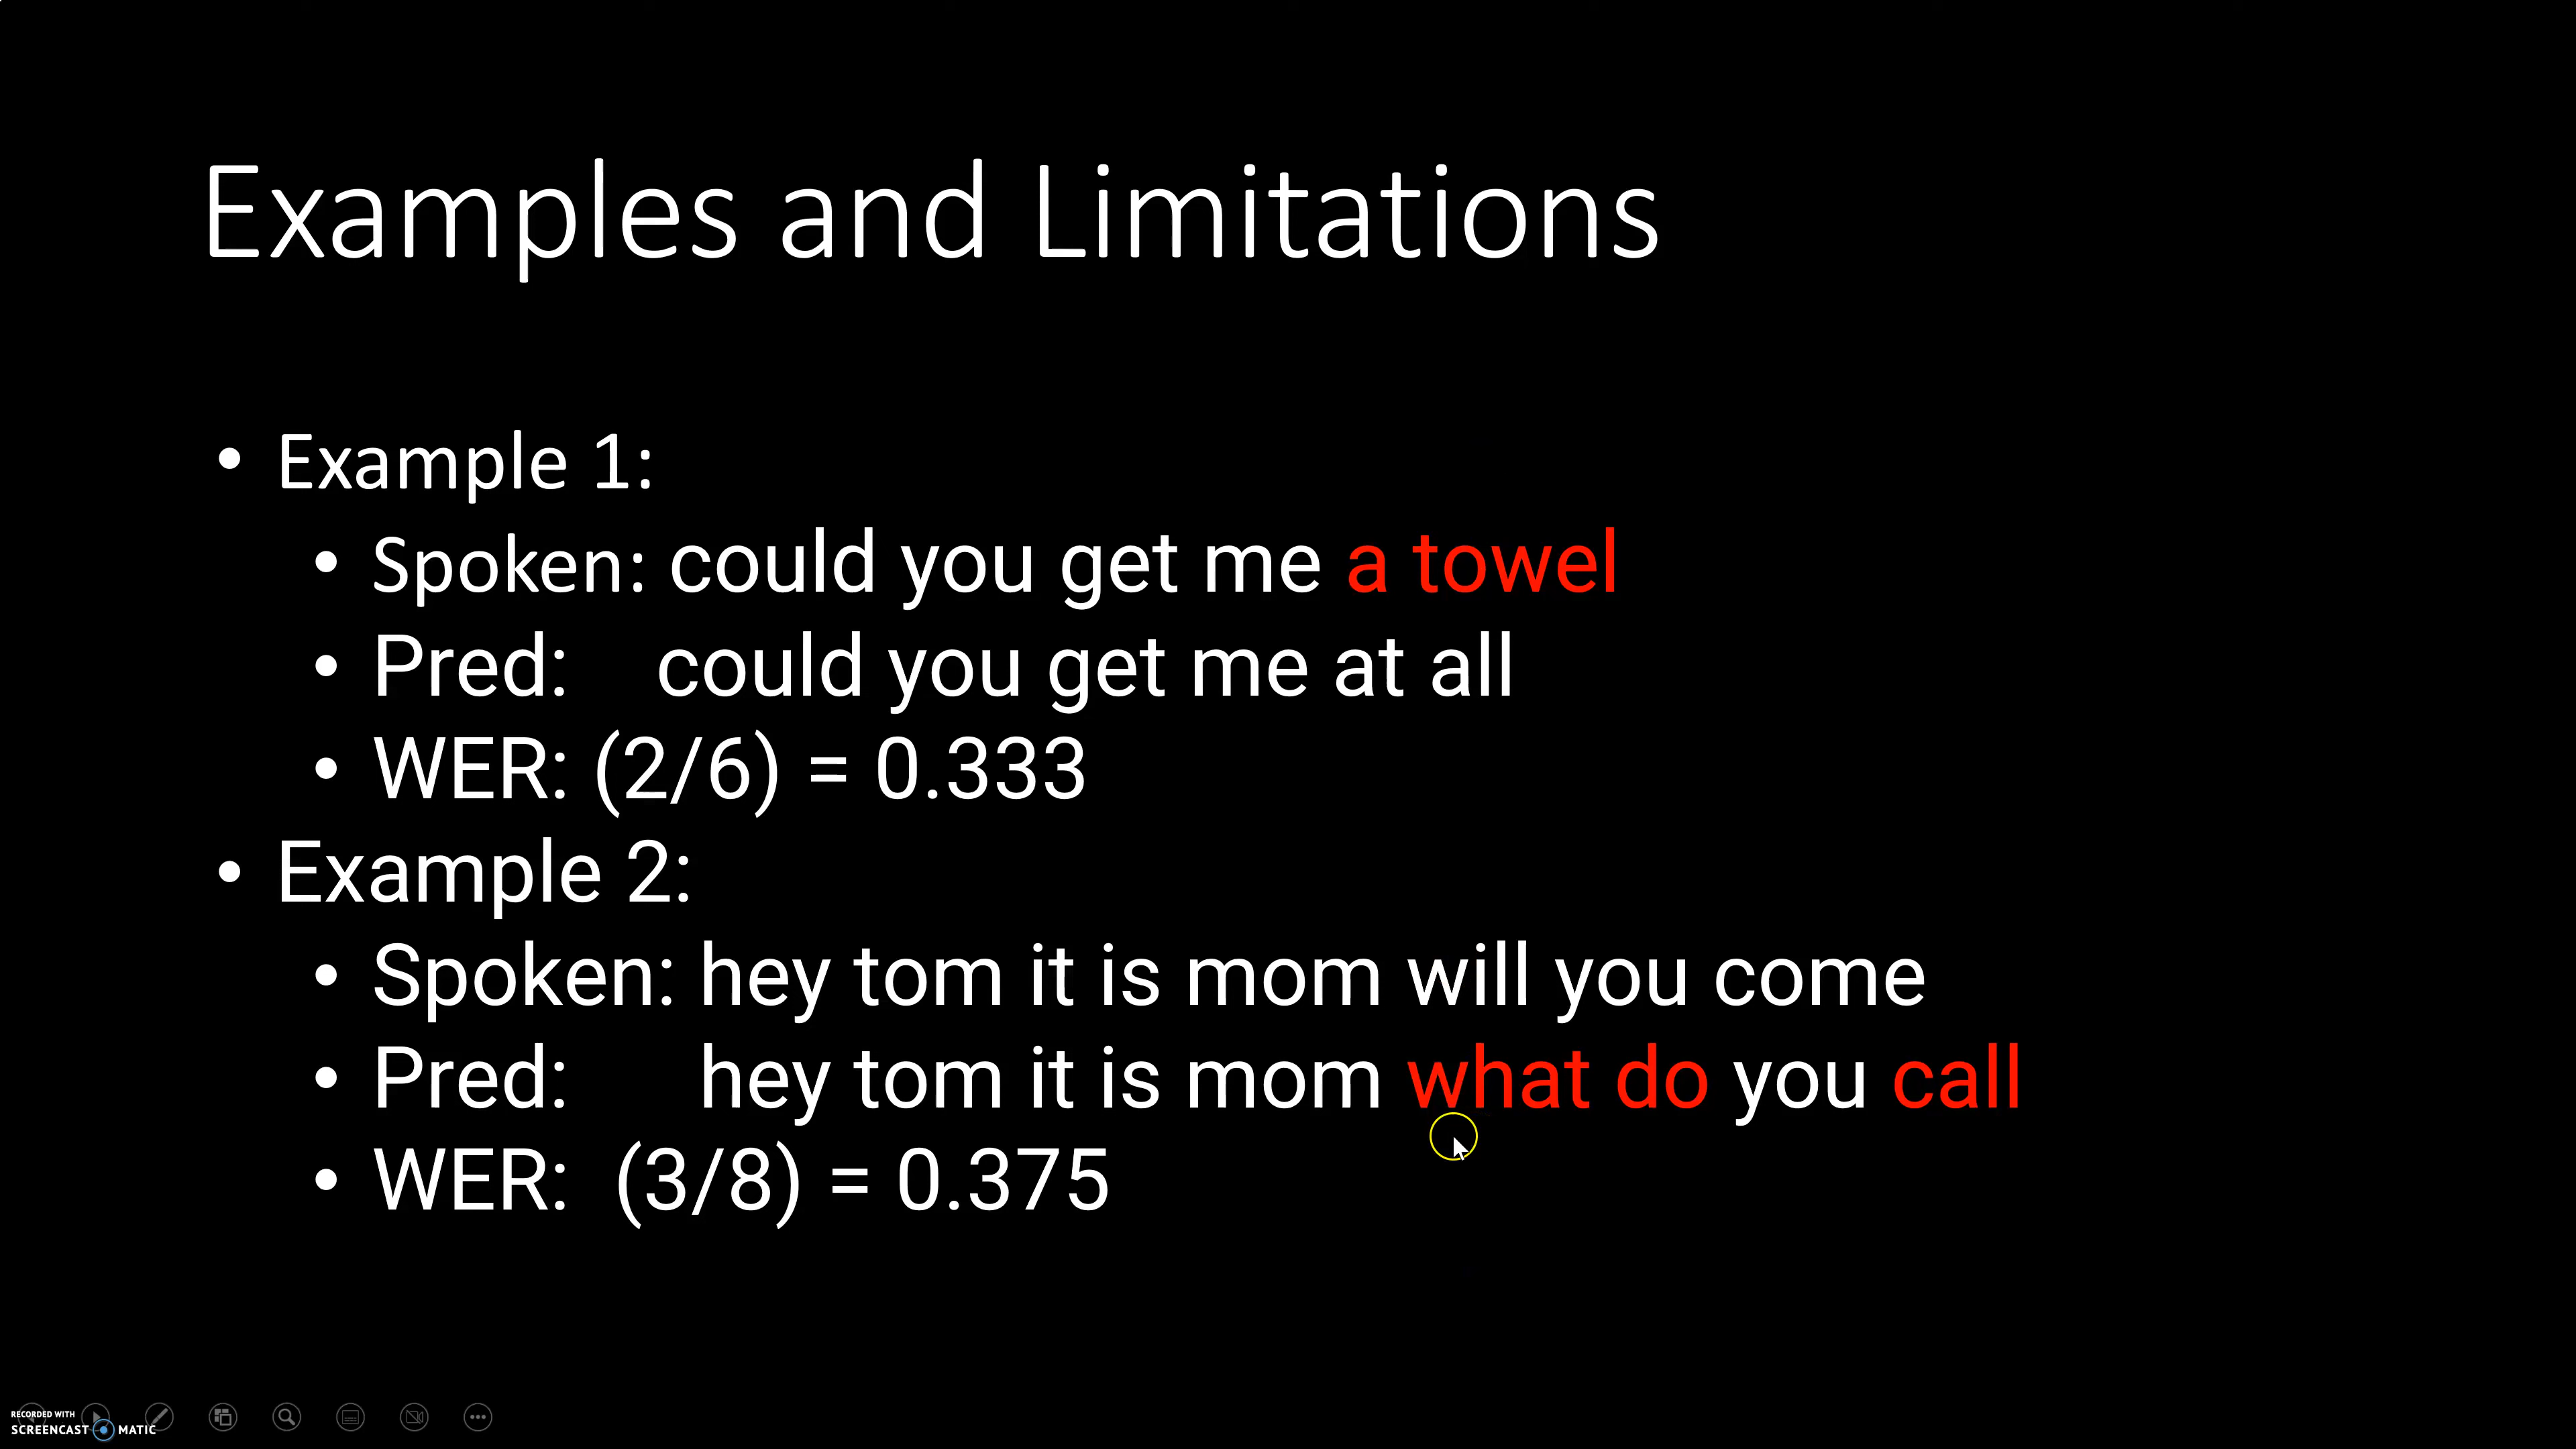 Examples and Limitations
• Example 1:
• Spoken: could you get me a towel
• Pred: could you get me at all
• WER: (2/6) = 0.333
• Example 2:
• Spoken: hey tom it is mom will you come
• Pred: hey tom it is mom what do you call
• WER: (3/8) = 0.375
RECORDED WITH
SCREENCAST MATIC